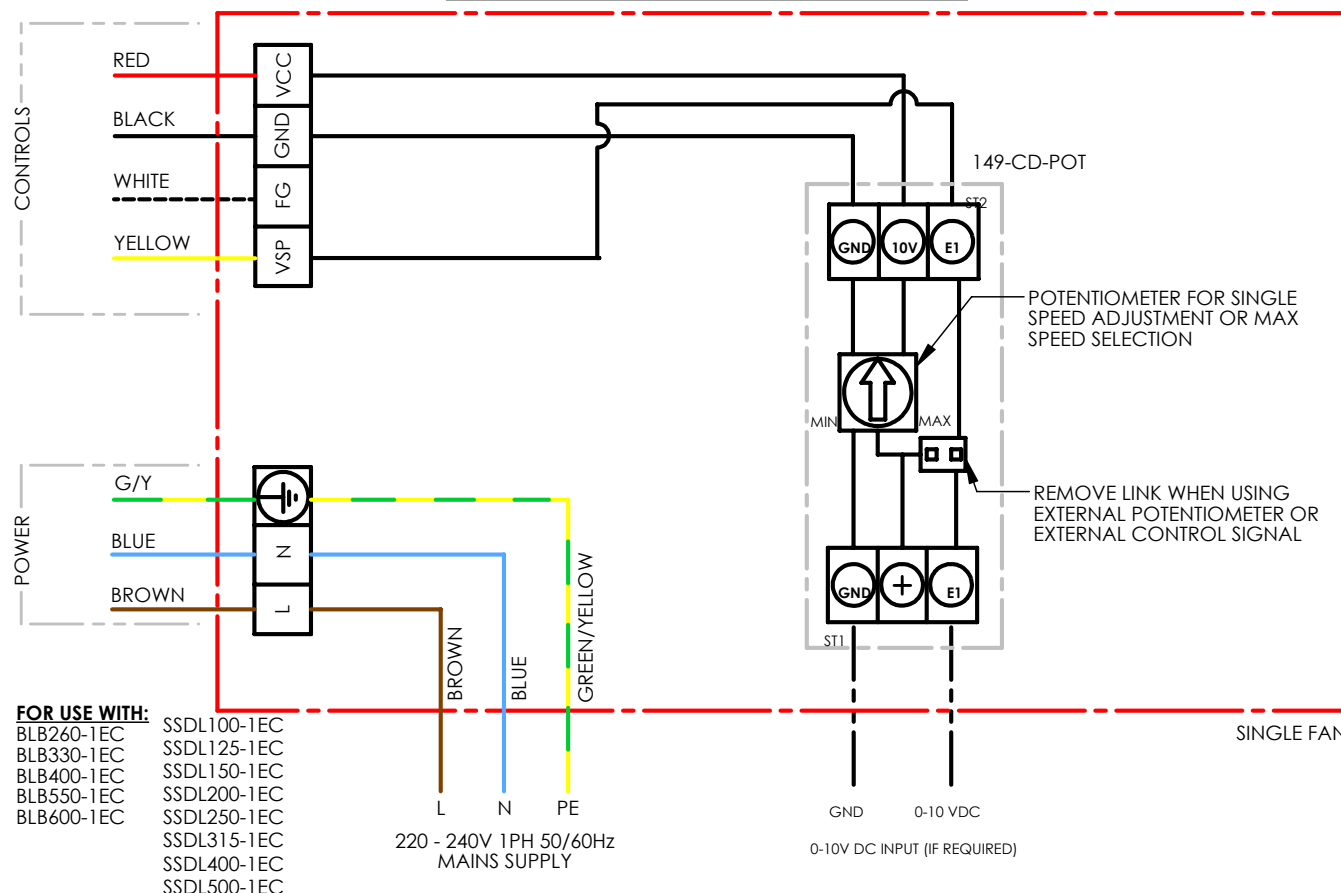 CONTROLS
RED
BLACK
WHITE
YELLOW
VCC
GND
FG
VSP
149-CD-POT
ST2
GND
10V
E1
POTENTIOMETER FOR SINGLE
SPEED ADJUSTMENT OR MAX
SPEED SELECTION
MIN
MAX
REMOVE LINK WHEN USING
EXTERNAL POTENTIOMETER OR
EXTERNAL CONTROL SIGNAL
GND
+
E1
ST1
POWER
G/Y
BLUE
BROWN
N
L
BROWN
BLUE
GREEN/YELLOW
FOR USE WITH:
BLB260-1EC
BLB330-1EC
BLB400-1EC
BLB550-1EC
BLB600-1EC
SSDL100-1EC
SSDL125-1EC
SSDL150-1EC
SSDL200-1EC
SSDL250-1EC
SSDL315-1EC
SSDL400-1EC
SSDL500-1EC
L
N
PE
220 - 240V 1PH 50/60Hz
MAINS SUPPLY
GND
0-10 VDC
0-10V DC INPUT (IF REQUIRED)
SINGLE FAN